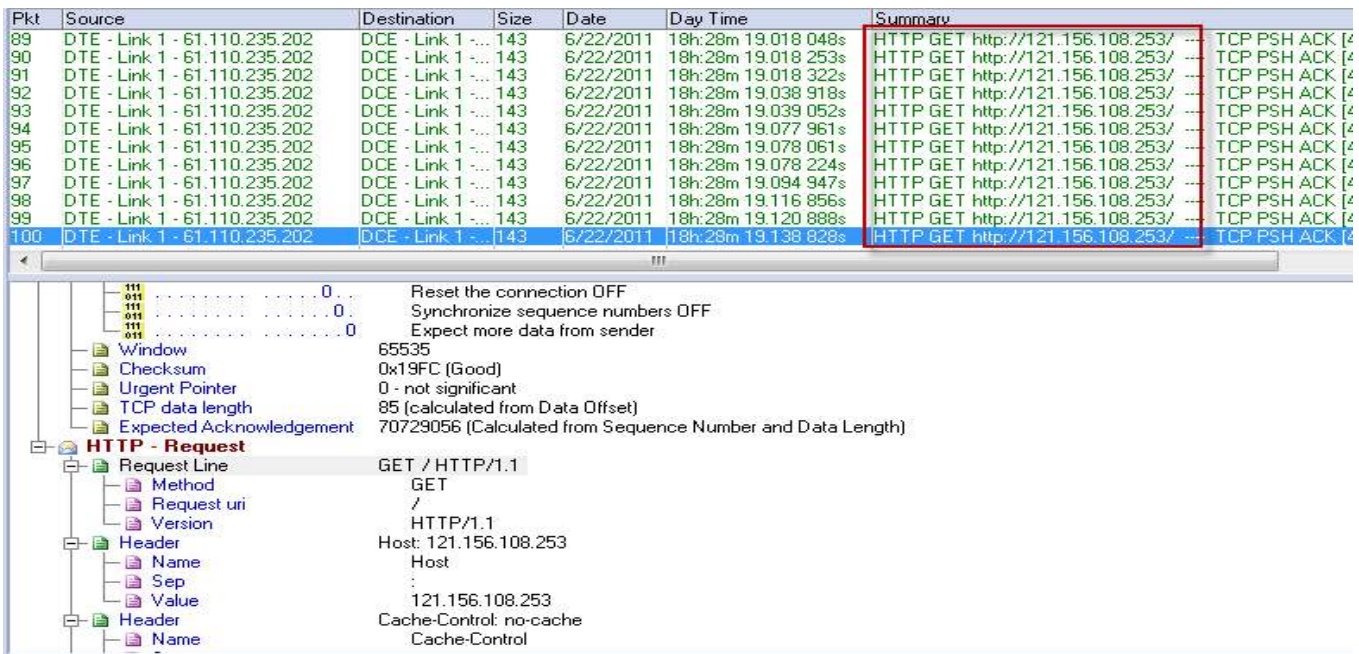 Pkt Source Destination Size Date Day Time Summary
89 DTE - Link 1 - 61.110.235.202 DCE - Link 1 -... 143 6/22/2011 18h:28m 19.018 048s HTTP GET http://121.156.108.253/ ---- TCP PSH ACK [4
90 DTE - Link 1 - 61.110.235.202 DCE - Link 1 -... 143 6/22/2011 18h:28m 19.018 253s HTTP GET http://121.156.108.253/ ---- TCP PSH ACK [4
91 DTE - Link 1 - 61.110.235.202 DCE - Link 1 -... 143 6/22/2011 18h:28m 19.018 322s HTTP GET http://121.156.108.253/ ---- TCP PSH ACK [4
92 DTE - Link 1 - 61.110.235.202 DCE - Link 1 -... 143 6/22/2011 18h:28m 19.038 918s HTTP GET http://121.156.108.253/ ---- TCP PSH ACK [4
93 DTE - Link 1 - 61.110.235.202 DCE - Link 1 -... 143 6/22/2011 18h:28m 19.039 052s HTTP GET http://121.156.108.253/ ---- TCP PSH ACK [4
94 DTE - Link 1 - 61.110.235.202 DCE - Link 1 -... 143 6/22/2011 18h:28m 19.077 961s HTTP GET http://121.156.108.253/ ---- TCP PSH ACK [4
95 DTE - Link 1 - 61.110.235.202 DCE - Link 1 -... 143 6/22/2011 18h:28m 19.078 061s HTTP GET http://121.156.108.253/ ---- TCP PSH ACK [4
96 DTE - Link 1 - 61.110.235.202 DCE - Link 1 -... 143 6/22/2011 18h:28m 19.078 224s HTTP GET http://121.156.108.253/ ---- TCP PSH ACK [4
97 DTE - Link 1 - 61.110.235.202 DCE - Link 1 -... 143 6/22/2011 18h:28m 19.094 947s HTTP GET http://121.156.108.253/ ---- TCP PSH ACK [4
98 DTE - Link 1 - 61.110.235.202 DCE - Link 1 -... 143 6/22/2011 18h:28m 19.116 856s HTTP GET http://121.156.108.253/ ---- TCP PSH ACK [4
99 DTE - Link 1 - 61.110.235.202 DCE - Link 1 -... 143 6/22/2011 18h:28m 19.120 888s HTTP GET http://121.156.108.253/ ---- TCP PSH ACK [4
100 DTE - Link 1 - 61.110.235.202 DCE - Link 1 -... 143 6/22/2011 18h:28m 19.138 828s HTTP GET http://121.156.108.253/ ---- TCP PSH ACK [4
111 011 . . . . . . . . . . . . . 0 . . Reset the connection OFF
111 011 . . . . . . . . . . . . . . 0 . Synchronize sequence numbers OFF
111 011 . . . . . . . . . . . . . . . 0 Expect more data from sender
Window 65535
Checksum 0x19FC (Good)
Urgent Pointer 0 - not significant
TCP data length 85 (calculated from Data Offset)
Expected Acknowledgement 70729056 (Calculated from Sequence Number and Data Length)
HTTP - Request
Request Line GET / HTTP/1.1
Method GET
Request uri /
Version HTTP/1.1
Header Host: 121.156.108.253
Name Host
Sep :
Value 121.156.108.253
Header Cache-Control: no-cache
Name Cache-Control